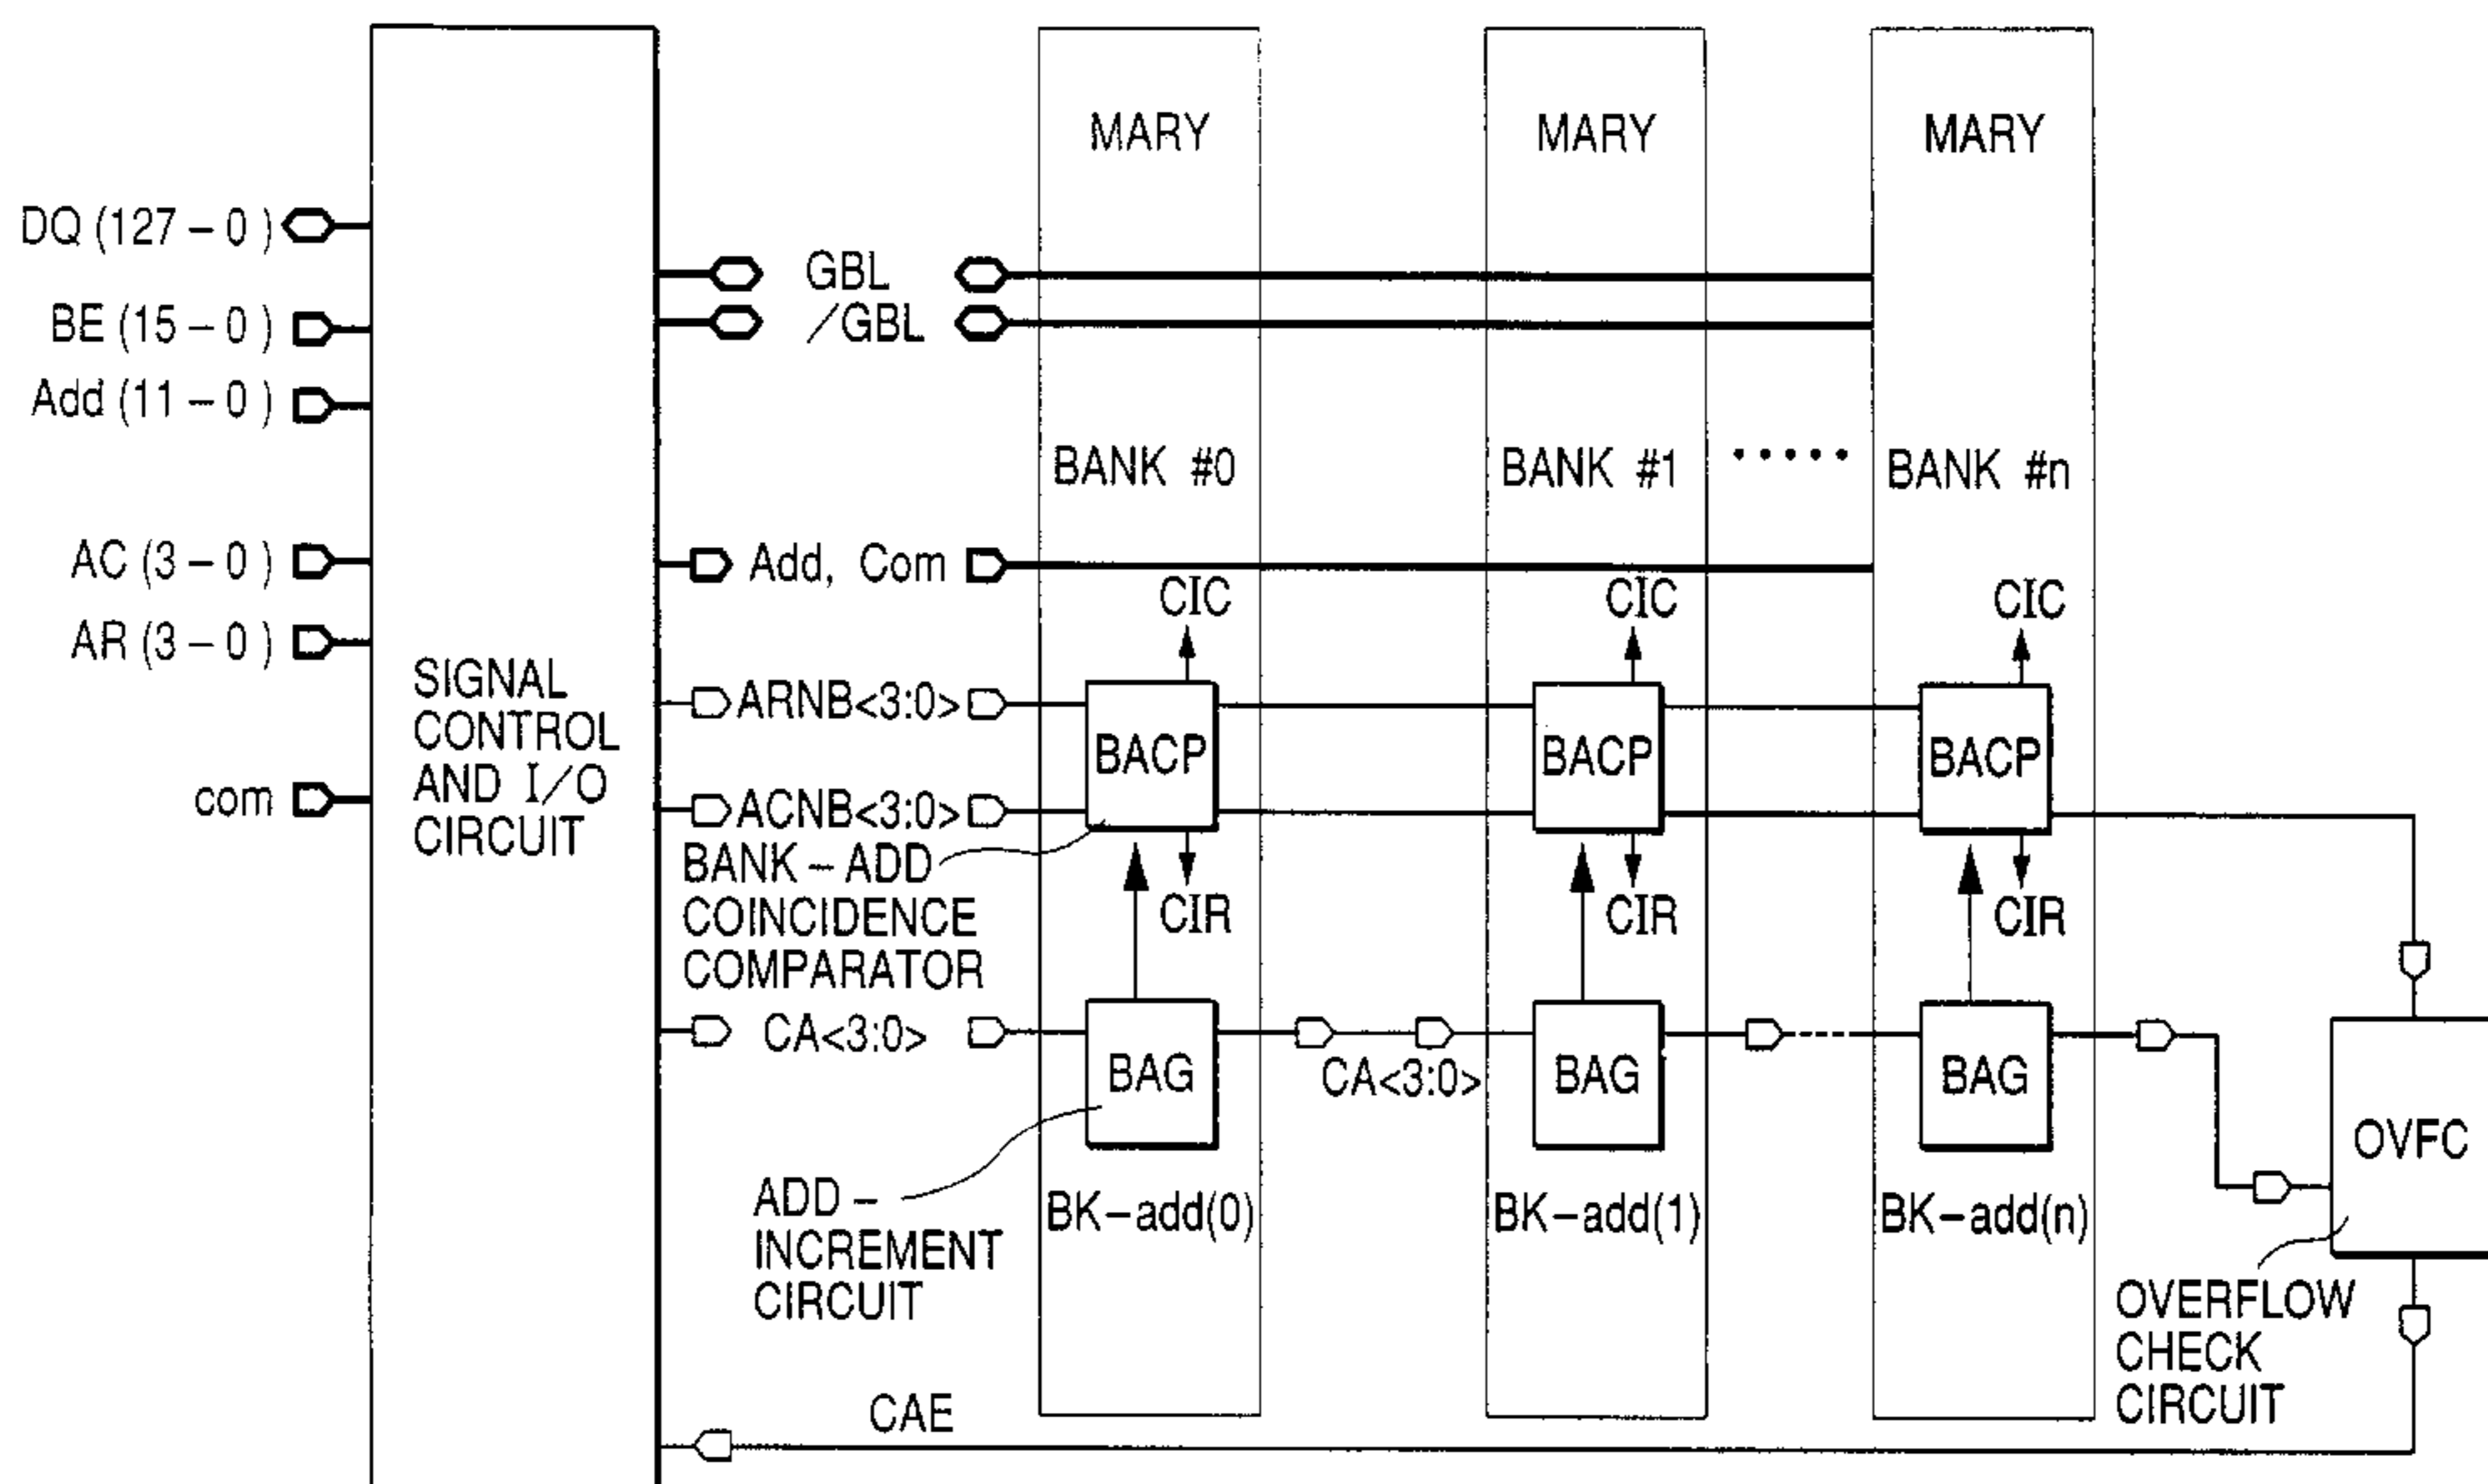 MARY
MARY
MARY
DQ (127 – 0 )
GBL
BE (15 – 0 )
/GBL
Add (11 – 0 )
BANK #0
BANK #1
.....
BANK #n
AC (3 – 0 )
Add, Com
CIC
CIC
CIC
AR (3 – 0 )
SIGNAL
CONTROL
AND I/O
CIRCUIT
ARNB<3:0>
BACP
BACP
BACP
com
ACNB<3:0>
BANK – ADD
COINCIDENCE
COMPARATOR
CIR
CIR
CIR
CA<3:0>
BAG
CA<3:0>
BAG
BAG
OVFC
ADD –
INCREMENT
CIRCUIT
BK–add(0)
BK–add(1)
BK–add(n)
OVERFLOW
CHECK
CIRCUIT
CAE